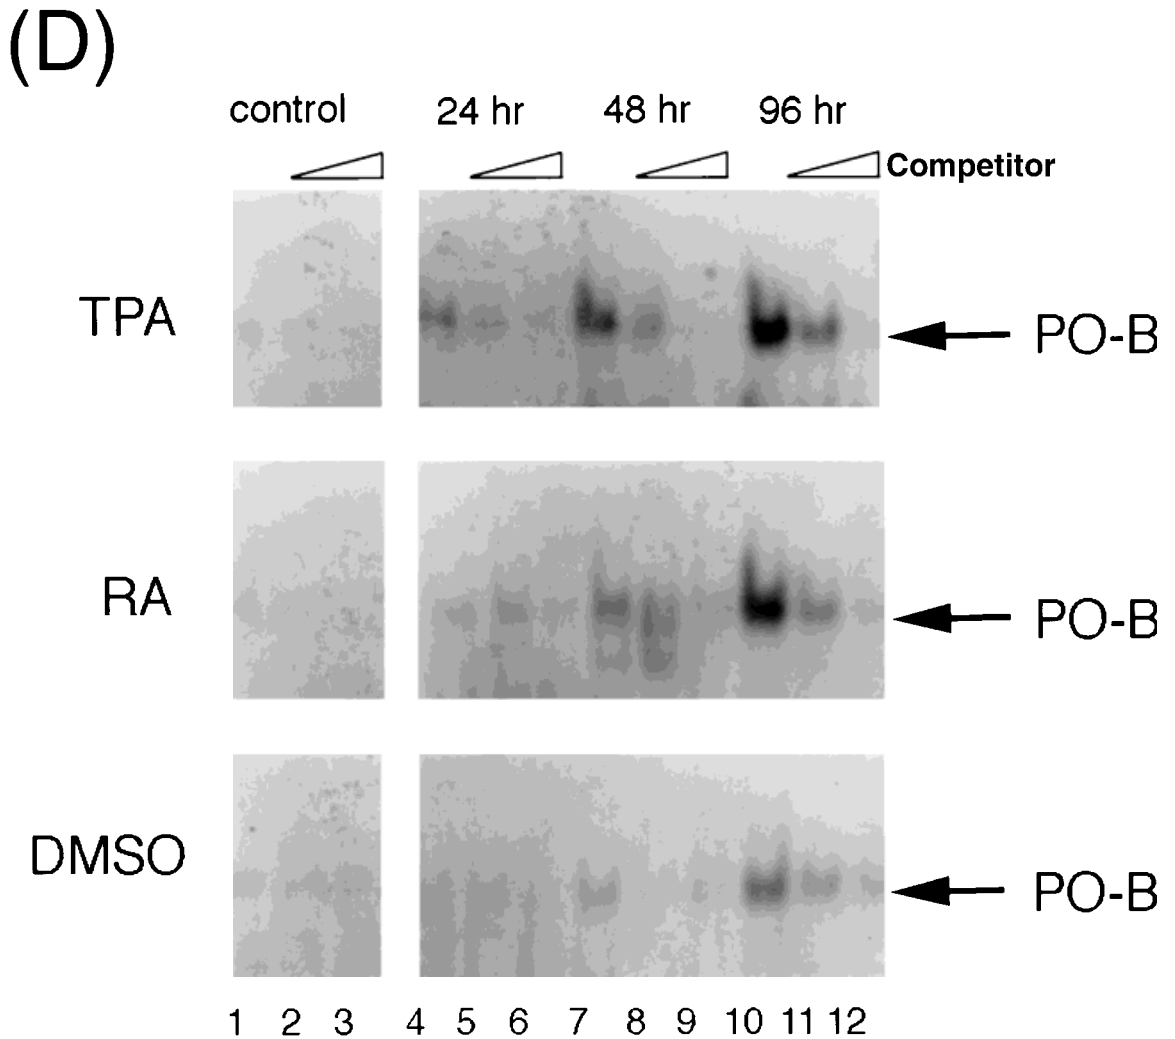 (D)
control 24 hr 48 hr 96 hr
Competitor
TPA PO-B
RA PO-B
DMSO PO-B
1 2 3 4 5 6 7 8 9 10 11 12